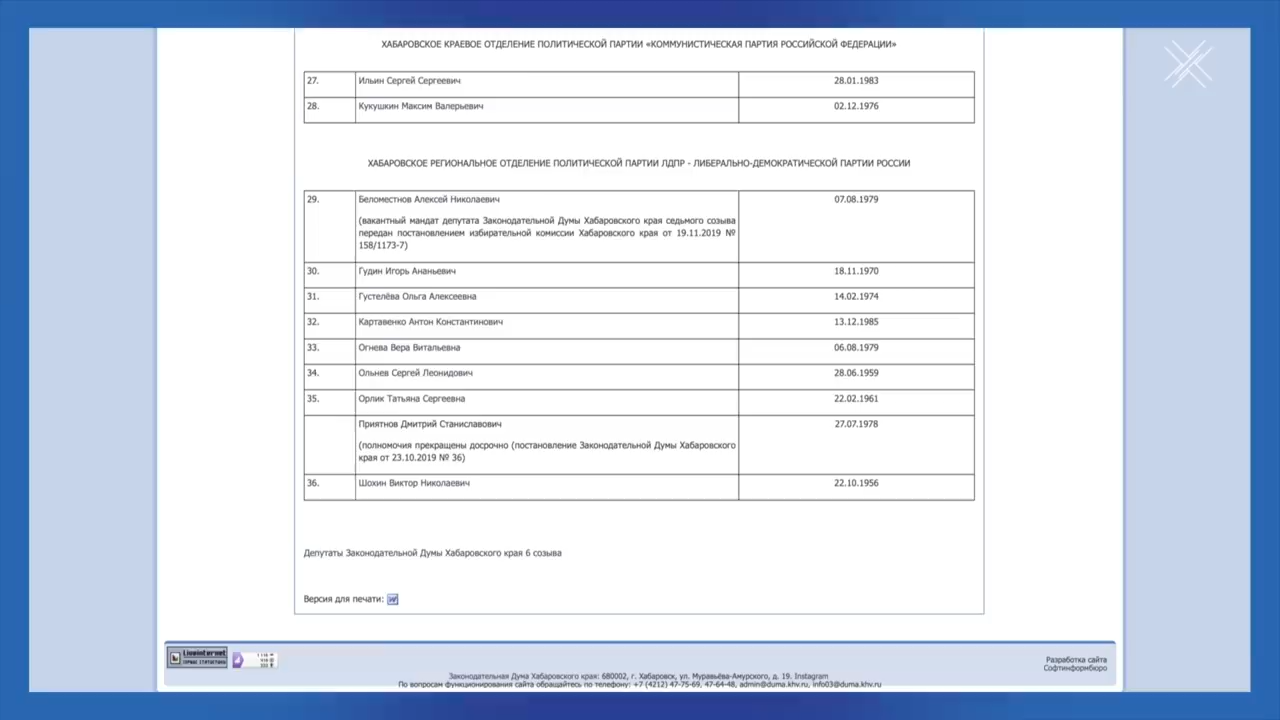 ХАБАРОВСКОЕ КРАЕВОЕ ОТДЕЛЕНИЕ ПОЛИТИЧЕСКОЙ ПАРТИИ «КОММУНИСТИЧЕСКАЯ ПАРТИЯ РОССИЙСКОЙ ФЕДЕРАЦИИ»
27. Ильин Сергей Сергеевич 28.01.1983
28. Кукушкин Максим Валерьевич 02.12.1976
ХАБАРОВСКОЕ РЕГИОНАЛЬНОЕ ОТДЕЛЕНИЕ ПОЛИТИЧЕСКОЙ ПАРТИИ ЛДПР - ЛИБЕРАЛЬНО-ДЕМОКРАТИЧЕСКОЙ ПАРТИИ РОССИИ
29. Беломестнов Алексей Николаевич 07.08.1979
(вакантный мандат депутата Законодательной Думы Хабаровского края седьмого созыва
передан постановлением избирательной комиссии Хабаровского края от 19.11.2019 №
158/1173-7)
30. Гудин Игорь Ананьевич 18.11.1970
31. Густелёва Ольга Алексеевна 14.02.1974
32. Картавенко Антон Константинович 13.12.1985
33. Огнева Вера Витальевна 06.08.1979
34. Ольнев Сергей Леонидович 28.06.1959
35. Орлик Татьяна Сергеевна 22.02.1961
Приятнов Дмитрий Станиславович 27.07.1978
(полномочия прекращены досрочно (постановление Законодательной Думы Хабаровского
края от 23.10.2019 № 36)
36. Шохин Виктор Николаевич 22.10.1956
Депутаты Законодательной Думы Хабаровского края 6 созыва
Версия для печати:
LiveInternet
Разработка сайта
Софтинформбюро
Законодательная Дума Хабаровского края: 680002, г. Хабаровск, ул. Муравьёва-Амурского, д. 19. Instagram
По вопросам функционирования сайта обращайтесь по телефону: +7 (4212) 47-75-69, 47-64-48, admin@duma.khv.ru, info03@duma.khv.ru